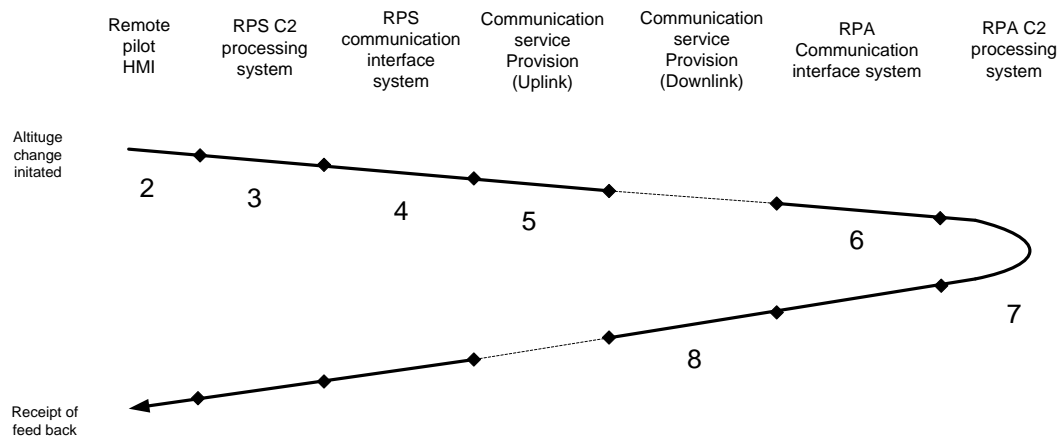 Remote
pilot
HMI
RPS C2
processing
system
RPS
communication
interface
system
Communication
service
Provision
(Uplink)
Communication
service
Provision
(Downlink)
RPA
Communication
interface system
RPA C2
processing
system
Altituge
change
initated
2
3
4
5
6
7
8
Receipt of
feed back